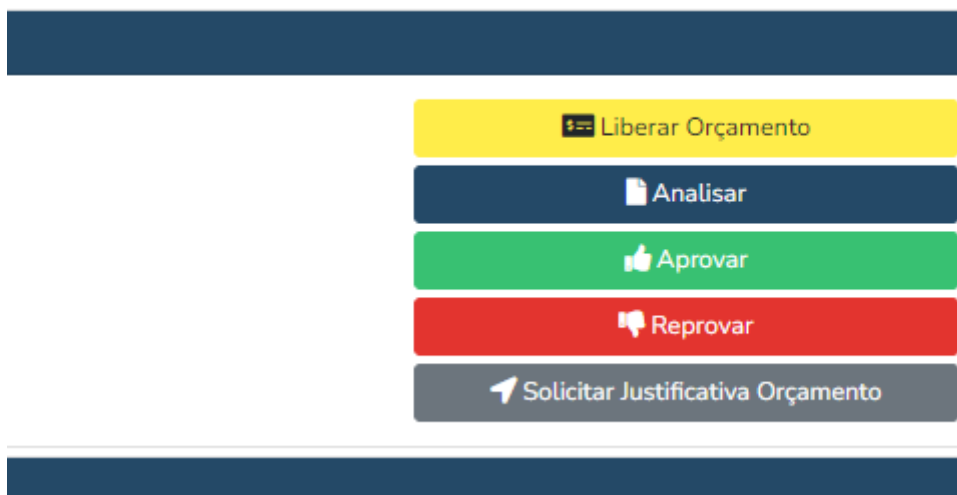 Liberar Orçamento
Analisar
Aprovar
Reprovar
Solicitar Justificativa Orçamento